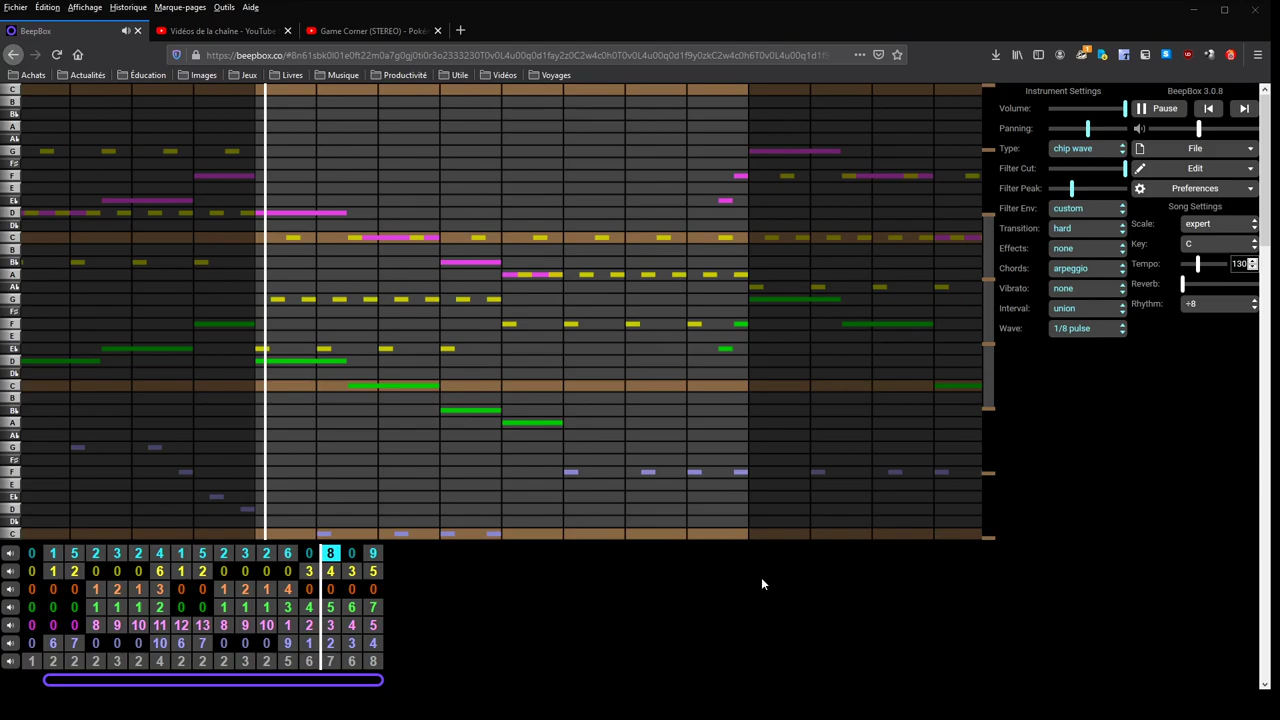 Fichier Édition Affichage Historique Marque-pages Outils Aide
BeepBox
Vidéos de la chaîne - YouTube
Game Corner (STEREO) - Poké
https://beepbox.co/#8n61sbk0l01e0ft22m0a7g0gj0ti0r3o2333230T0v0L4u00q0d1fay2z0C2w4c0h0T0v0L4u00q0d1f9y0zkC2w4c0h6T0v0L4u00q1d1f
Achats Actualités Éducation Images Jeux Livres Musique Productivité Utile Vidéos Voyages
C
B
B♭
A
A♭
G
F♯
F
E
E♭
D
D♭
C
B
B♭
A
A♭
G
F♯
F
E
E♭
D
D♭
C
B
B♭
A
A♭
G
F♯
F
E
E♭
D
D♭
C
Instrument Settings
Volume:
Panning:
Type: chip wave
Filter Cut:
Filter Peak:
Filter Env: custom
Transition: hard
Effects: none
Chords: arpeggio
Vibrato: none
Interval: union
Wave: 1/8 pulse
BeepBox 3.0.8
Pause
File
Edit
Preferences
Song Settings
Scale: expert
Key: C
Tempo: 130
Reverb:
Rhythm: ÷8
0 1 5 2 3 2 4 1 5 2 3 2 6 0 8 0 9
0 1 2 0 0 0 6 1 2 0 0 0 0 3 4 3 5
0 0 0 1 2 1 3 0 0 1 2 1 4 0 0 0 0
0 0 0 1 1 1 2 0 0 1 1 1 3 4 5 6 7
0 0 0 8 9 10 11 12 13 8 9 10 1 2 3 4 5
0 6 7 0 0 0 10 6 7 0 0 0 9 1 2 3 4
1 2 2 2 2 3 2 4 2 2 2 2 3 2 5 6 7 6 8